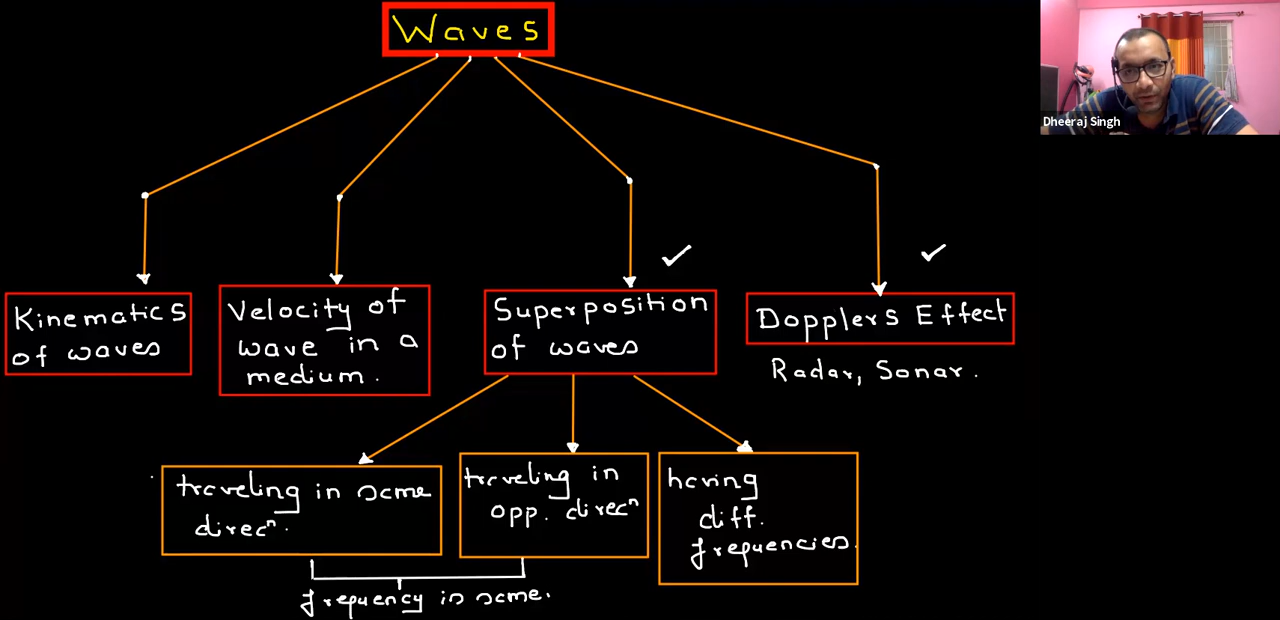 Waves
Dheeraj Singh
Kinematics
of waves
Velocity of
wave in a
medium.
Superposition
of waves
Dopplers Effect
Radar, Sonar.
traveling in same
direcⁿ.
traveling in
opp. direcⁿ
having
diff.
frequencies.
frequency is same.